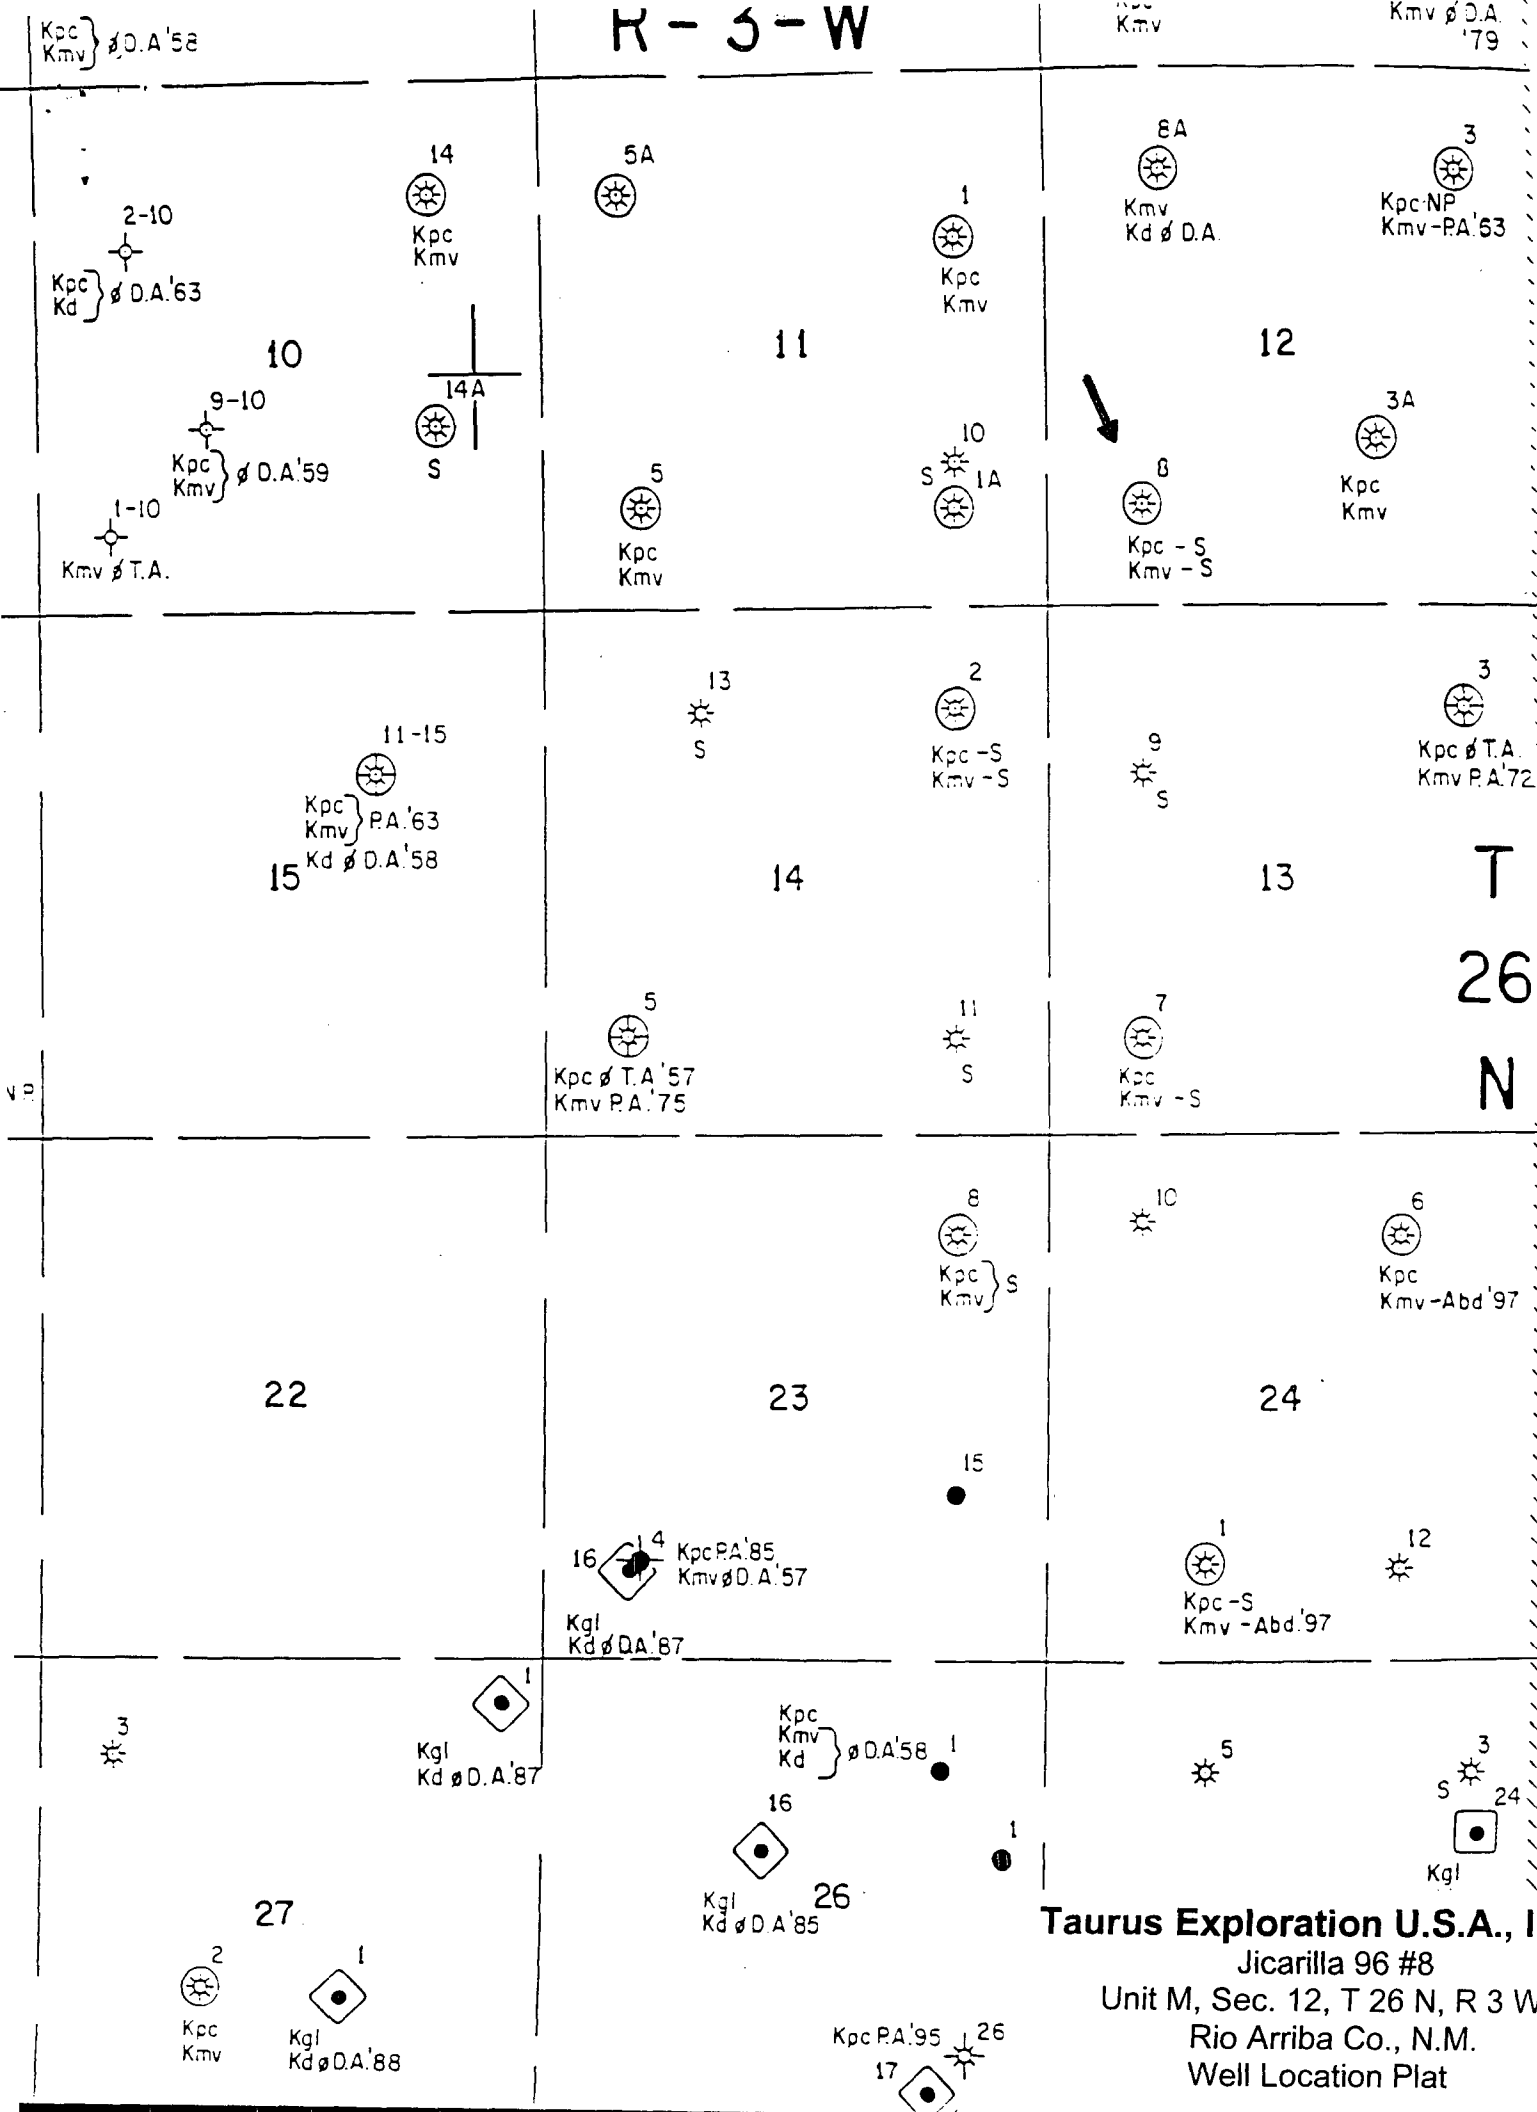 Kpc
Kmv } ø D.A.'58
R - 3 - W
Kmv
Kmv ø D.A.
'79
14
Kpc
Kmv
5A
1
Kpc
Kmv
8A
Kmv
Kd ø D.A.
3
Kpc-NP
Kmv-P.A.'63
2-10
Kpc
Kd } ø D.A.'63
10
11
12
14A
S
9-10
Kpc
Kmv } ø D.A.'59
1-10
Kmv ø T.A.
5
Kpc
Kmv
10
S
1A
8
Kpc - S
Kmv - S
3A
Kpc
Kmv
11-15
Kpc
Kmv } P.A.'63
Kd ø D.A.'58
15
13
S
2
Kpc -S
Kmv -S
14
9
S
3
Kpc ø T.A.
Kmv P.A.'72
13
T
26
N
5
Kpc ø T.A.'57
Kmv P.A.'75
11
S
7
Kpc
Kmv -S
8
Kpc
Kmv } S
10
6
Kpc
Kmv-Abd'97
22
23
24
15
16
4
Kpc P.A.'85
Kmv ø D.A.'57
Kgl
Kd ø D.A.'87
1
Kpc -S
Kmv -Abd.'97
12
3
1
Kgl
Kd ø D.A.'87
Kpc
Kmv
Kd } ø D.A.'58
1
5
3
S
24
Kgl
16
Kgl
Kd ø D.A.'85
1
26
27
2
Kpc
Kmv
1
Kgl
Kd ø D.A.'88
Kpc P.A.'95
26
17
Taurus Exploration U.S.A., I
Jicarilla 96 #8
Unit M, Sec. 12, T 26 N, R 3 W
Rio Arriba Co., N.M.
Well Location Plat